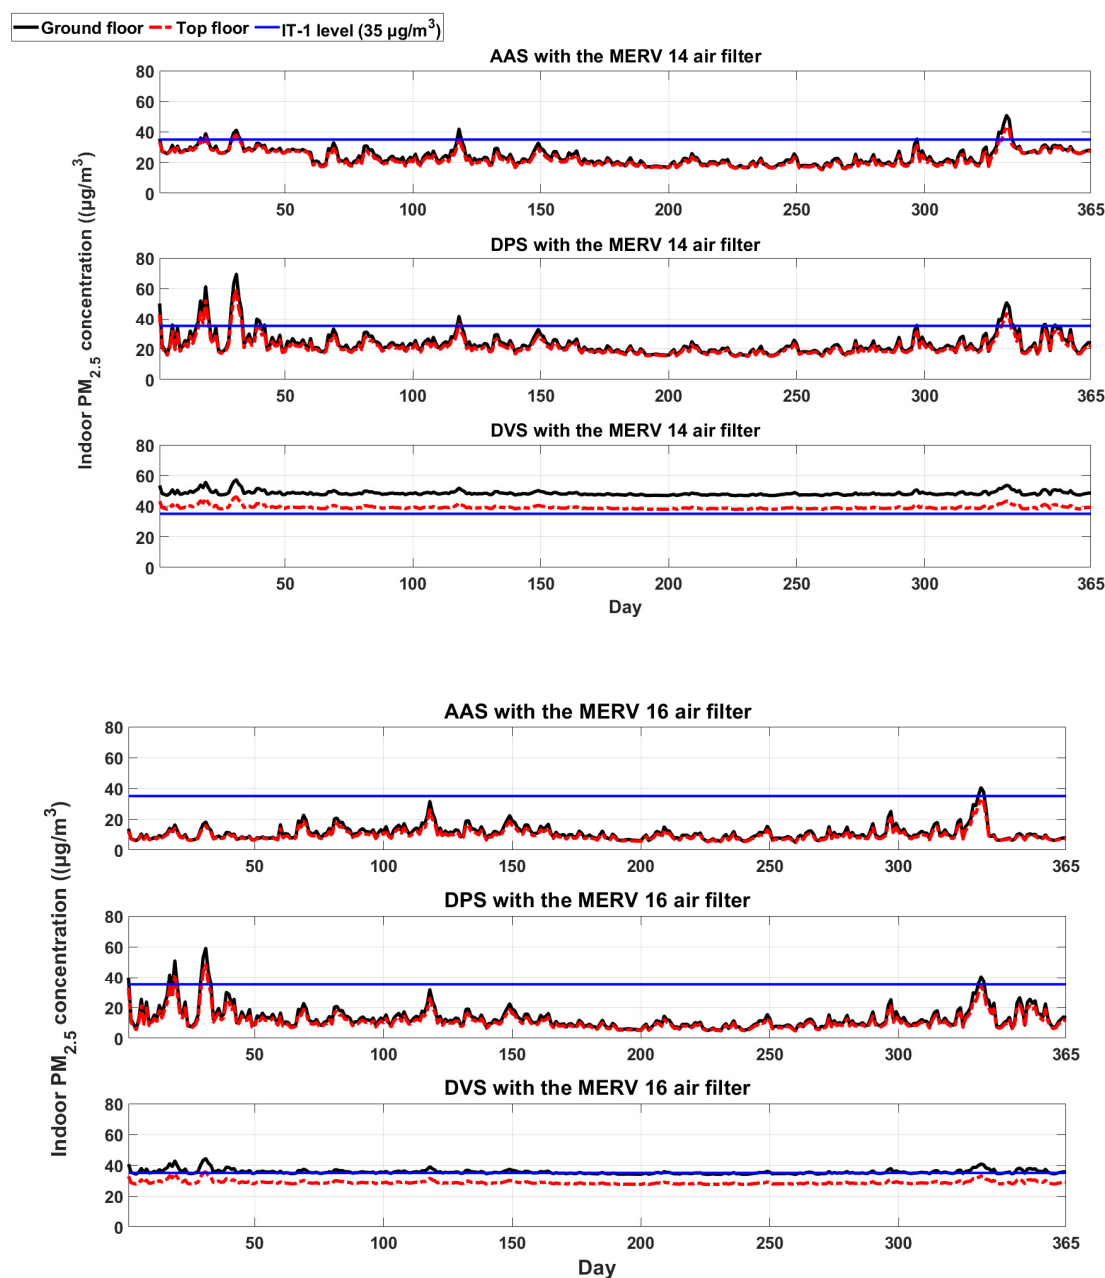 Ground floor Top floor IT-1 level (35 µg/m3)
AAS with the MERV 14 air filter
80
60
40
20
0
50 100 150 200 250 300 365
DPS with the MERV 14 air filter
80
60
40
20
0
50 100 150 200 250 300 365
DVS with the MERV 14 air filter
80
60
40
20
0
50 100 150 200 250 300 365
Day
Indoor PM2.5 concentration ((µg/m3)
AAS with the MERV 16 air filter
80
60
40
20
0
50 100 150 200 250 300 365
DPS with the MERV 16 air filter
80
60
40
20
0
50 100 150 200 250 300 365
DVS with the MERV 16 air filter
80
60
40
20
0
50 100 150 200 250 300 365
Day
Indoor PM2.5 concentration ((µg/m3)